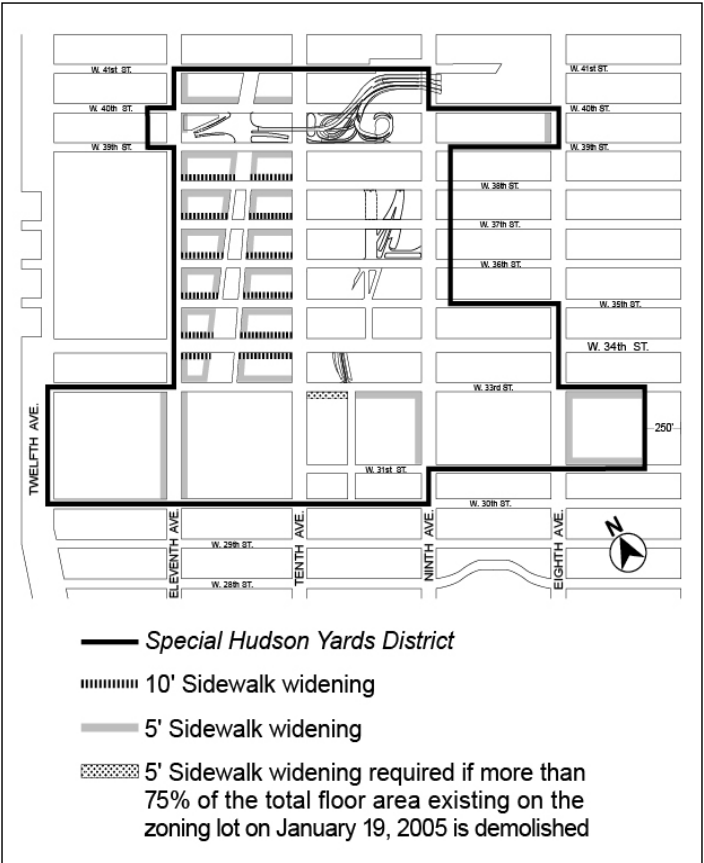 W. 41st ST.
W. 41st ST.
W. 40th ST.
W. 40th ST.
W. 39th ST.
W. 39th ST.
W. 38th ST.
W. 37th ST.
W. 36th ST.
W. 35th ST.
W. 34th ST.
W. 33rd ST.
250'
W. 31st ST.
W. 30th ST.
W. 29th ST.
W. 28th ST.
TWELFTH AVE.
ELEVENTH AVE.
TENTH AVE.
NINTH AVE.
EIGHTH AVE.
N
Special Hudson Yards District
10' Sidewalk widening
5' Sidewalk widening
5' Sidewalk widening required if more than
75% of the total floor area existing on the
zoning lot on January 19, 2005 is demolished